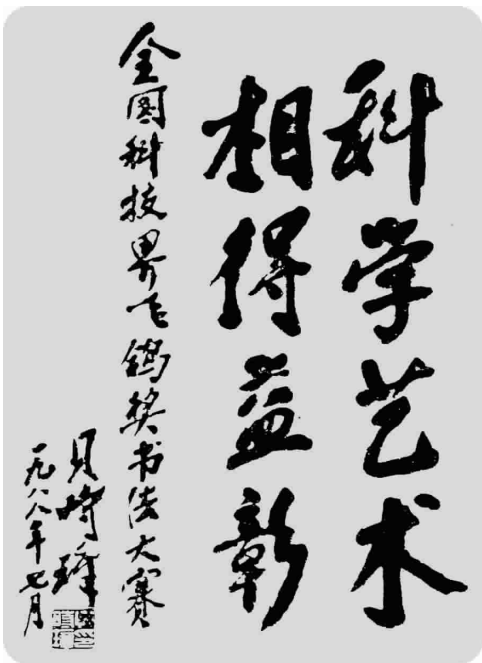 科学艺术
相得益彰
全国科技界飞鸽奖书法大赛
贝时璋
一九八八年七月